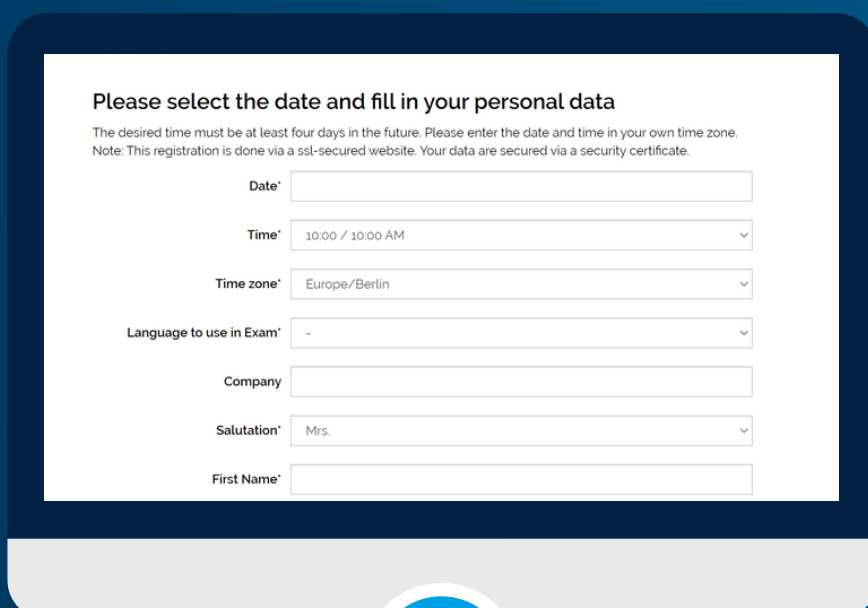 Please select the date and fill in your personal data
The desired time must be at least four days in the future. Please enter the date and time in your own time zone.
Note: This registration is done via a ssl-secured website. Your data are secured via a security certificate.
Date*
Time* 10:00 / 10:00 AM
Time zone* Europe/Berlin
Language to use in Exam* -
Company
Salutation* Mrs.
First Name*